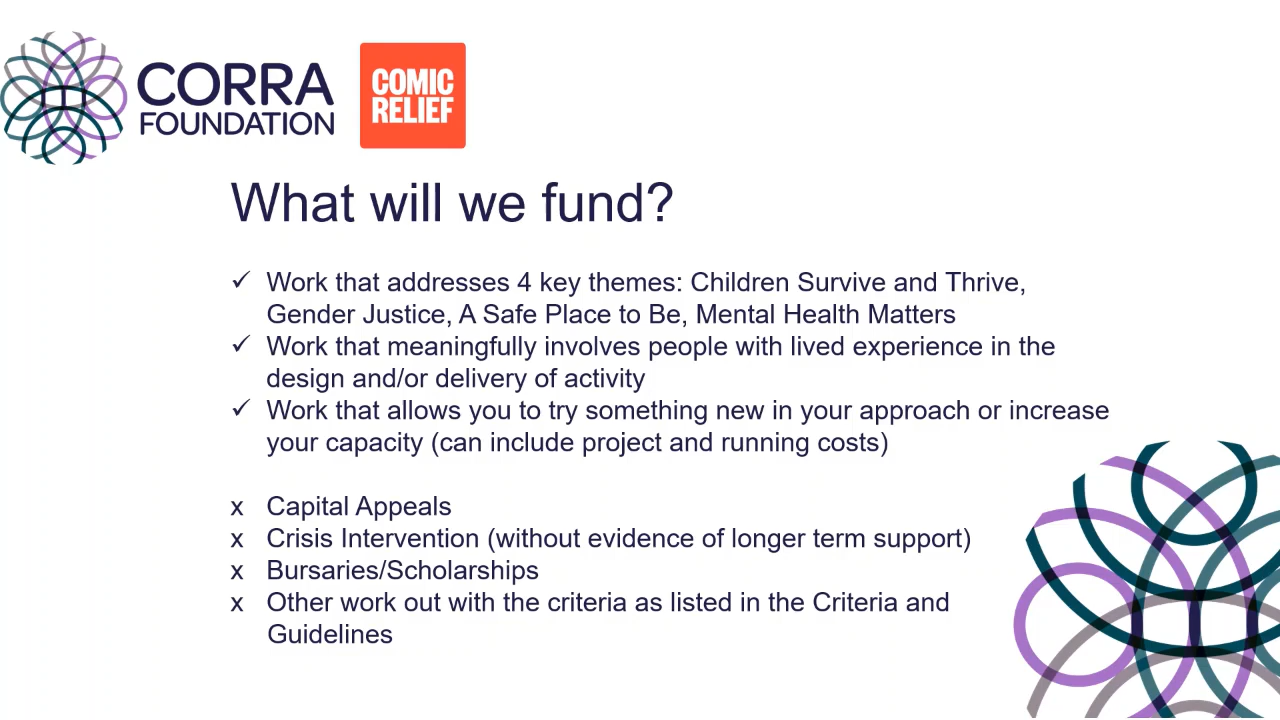 CORRA
FOUNDATION
COMIC
RELIEF
What will we fund?
✓ Work that addresses 4 key themes: Children Survive and Thrive,
Gender Justice, A Safe Place to Be, Mental Health Matters
✓ Work that meaningfully involves people with lived experience in the
design and/or delivery of activity
✓ Work that allows you to try something new in your approach or increase
your capacity (can include project and running costs)
x Capital Appeals
x Crisis Intervention (without evidence of longer term support)
x Bursaries/Scholarships
x Other work out with the criteria as listed in the Criteria and
Guidelines